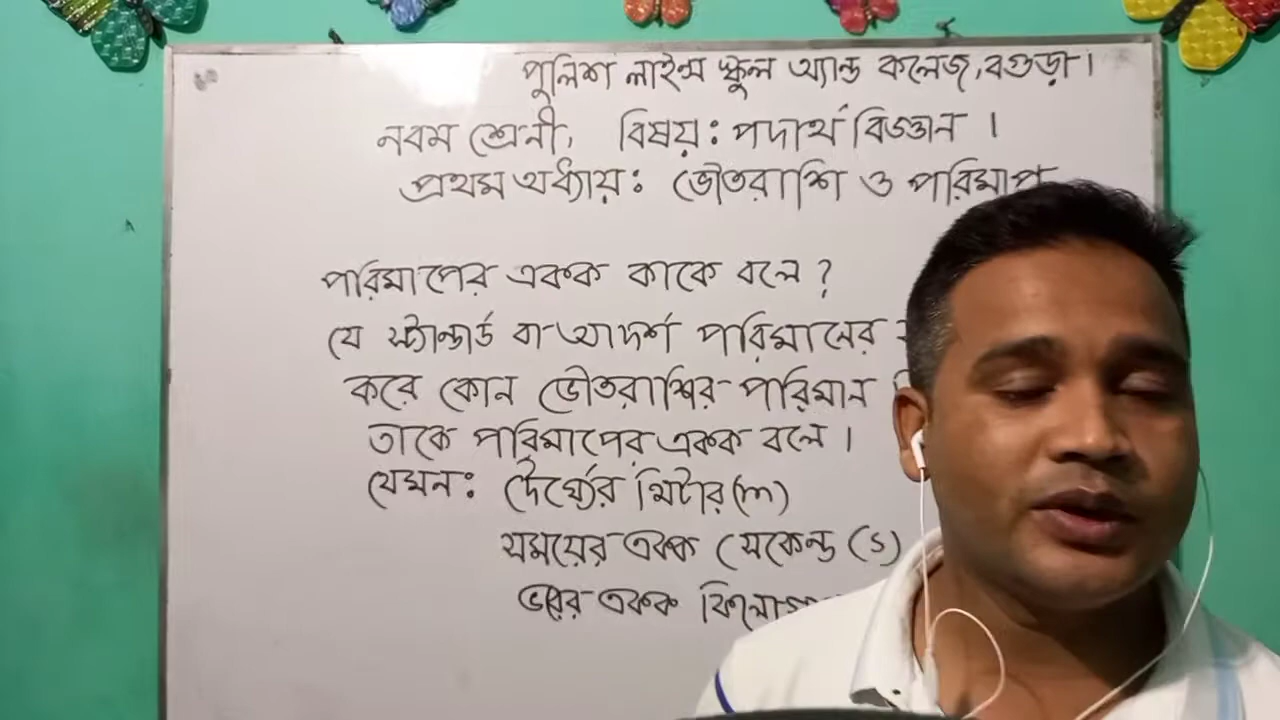 পুলিশ লাইন্স স্কুল অ্যান্ড কলেজ, বগুড়া।
নবম শ্রেনী, বিষয়: পদার্থ বিজ্ঞান ।
প্রথম অধ্যায়: ভৌতরাশি ও পরিমাপ
পরিমাপের একক কাকে বলে ?
যে স্ট্যান্ডার্ড বা আদর্শ পরিমানের
করে কোন ভৌতরাশির পরিমান
তাকে পরিমাপের একক বলে ।
যেমন: দৈর্ঘ্যের মিটার (m)
সময়ের একক সেকেন্ড (s)
ভরের একক